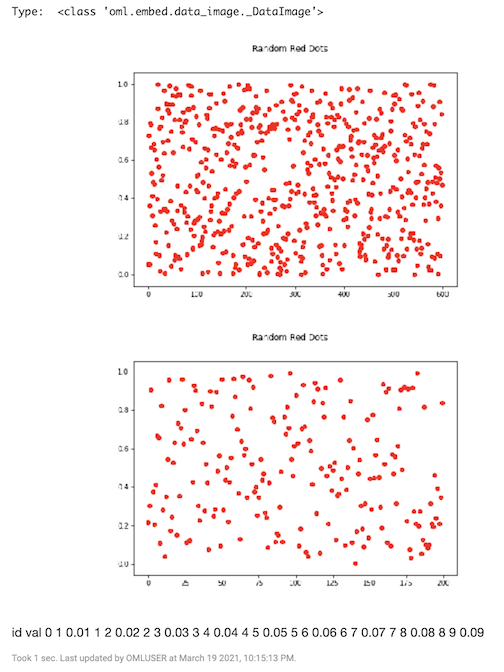 Type: <class 'oml.embed.data_image._DataImage'>
Random Red Dots
1.0
0.8
0.6
0.4
0.2
0.0
0 100 200 300 400 500 600
Random Red Dots
1.0
0.8
0.6
0.4
0.2
0.0
0 25 50 75 100 125 150 175 200
id val 0 1 0.01 1 2 0.02 2 3 0.03 3 4 0.04 4 5 0.05 5 6 0.06 6 7 0.07 7 8 0.08 8 9 0.09
Took 1 sec. Last updated by OMLUSER at March 19 2021, 10:15:13 PM.